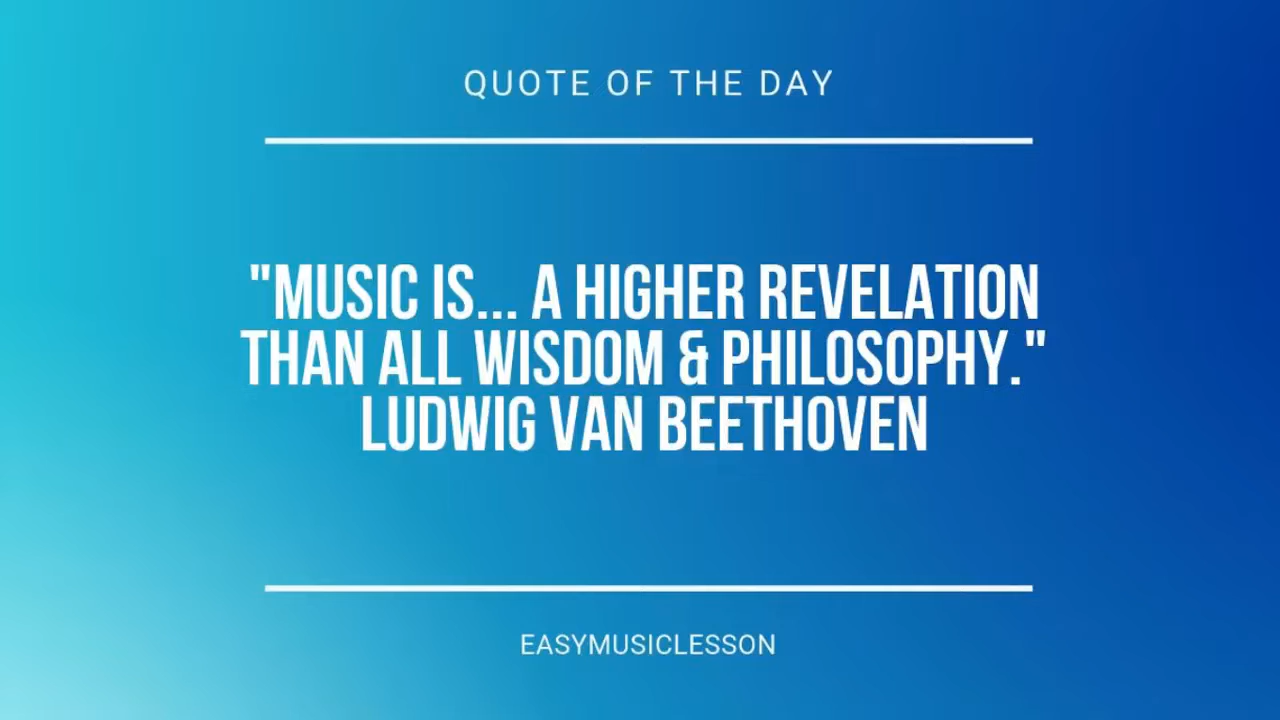 QUOTE OF THE DAY
"MUSIC IS... A HIGHER REVELATION
THAN ALL WISDOM & PHILOSOPHY."
LUDWIG VAN BEETHOVEN
EASYMUSICLESSON